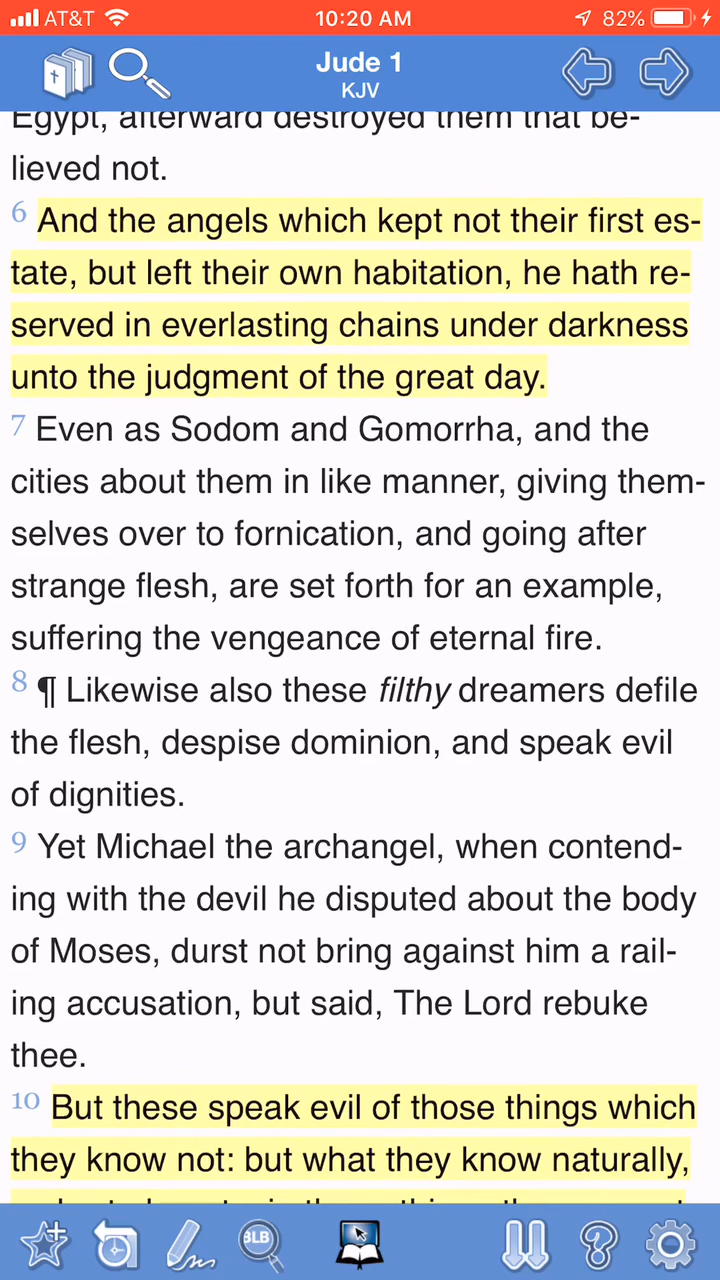 AT&T 10:20 AM 82%
Jude 1
KJV
Egypt, afterward destroyed them that be-
lieved not.
6 And the angels which kept not their first es-
tate, but left their own habitation, he hath re-
served in everlasting chains under darkness
unto the judgment of the great day.
7 Even as Sodom and Gomorrha, and the
cities about them in like manner, giving them-
selves over to fornication, and going after
strange flesh, are set forth for an example,
suffering the vengeance of eternal fire.
8 ¶ Likewise also these filthy dreamers defile
the flesh, despise dominion, and speak evil
of dignities.
9 Yet Michael the archangel, when contend-
ing with the devil he disputed about the body
of Moses, durst not bring against him a rail-
ing accusation, but said, The Lord rebuke
thee.
10 But these speak evil of those things which
they know not: but what they know naturally,
BLB